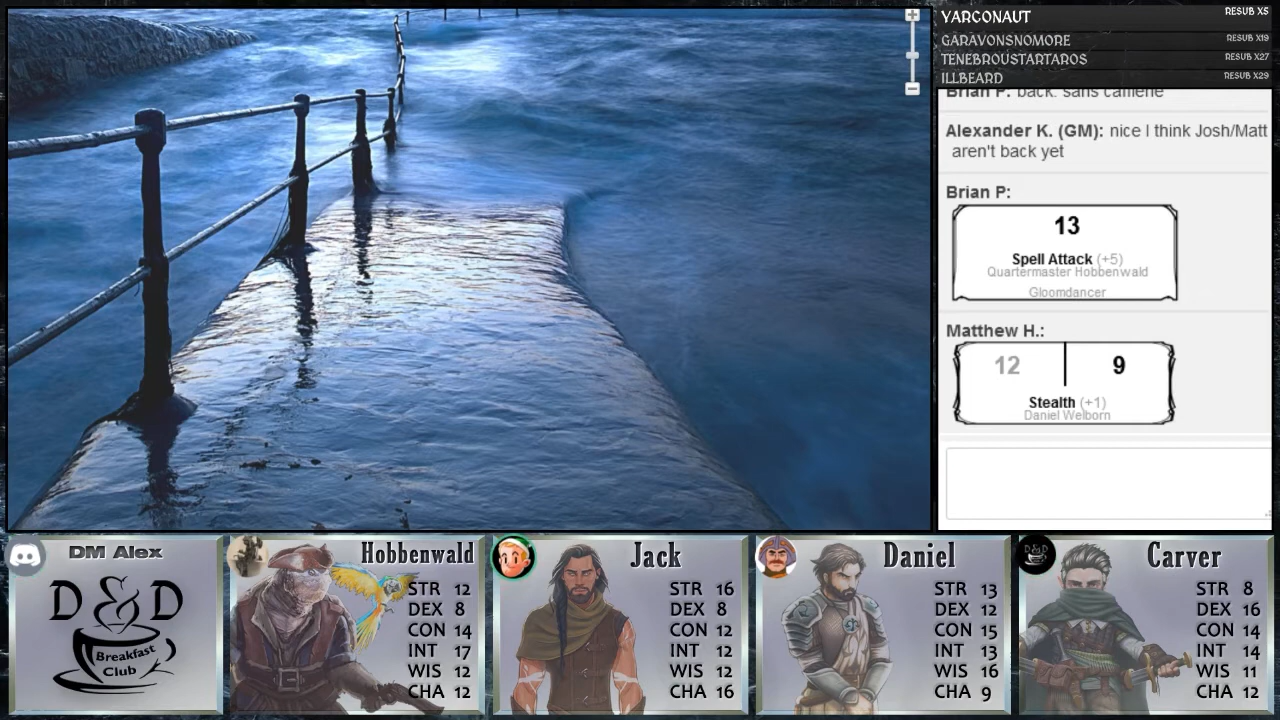 YARCONAUT RESUB X5
GARAVONSNOMORE RESUB X19
TENEBROUSTARTAROS RESUB X27
ILLBEARD RESUB X29
Brian P: back. sans caffiene
Alexander K. (GM): nice I think Josh/Matt
aren't back yet
Brian P:
13
Spell Attack (+5)
Quartermaster Hobbenwald
Gloomdancer
Matthew H.:
12 9
Stealth (+1)
Daniel Welborn
DM Alex
D & D
Breakfast
Club
Hobbenwald
STR 12
DEX 8
CON 14
INT 17
WIS 12
CHA 12
Jack
STR 16
DEX 8
CON 12
INT 12
WIS 12
CHA 16
Daniel
STR 13
DEX 12
CON 15
INT 13
WIS 16
CHA 9
D&D
Carver
STR 8
DEX 16
CON 14
INT 14
WIS 11
CHA 12